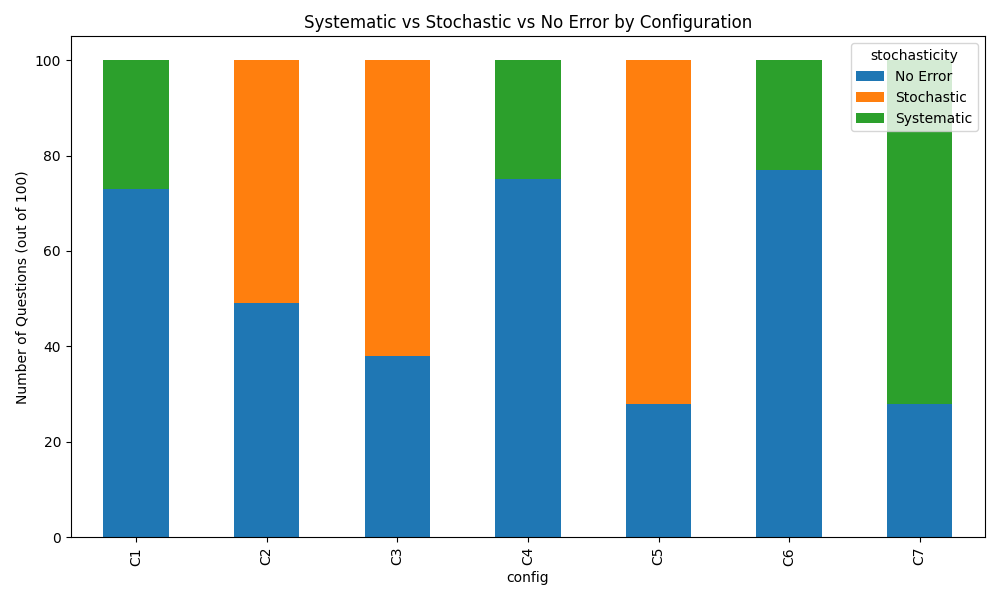 Systematic vs Stochastic vs No Error by Configuration
stochasticity
No Error
Stochastic
Systematic
Number of Questions (out of 100)
100
80
60
40
20
0
C1
C2
C3
C4
C5
C6
C7
config